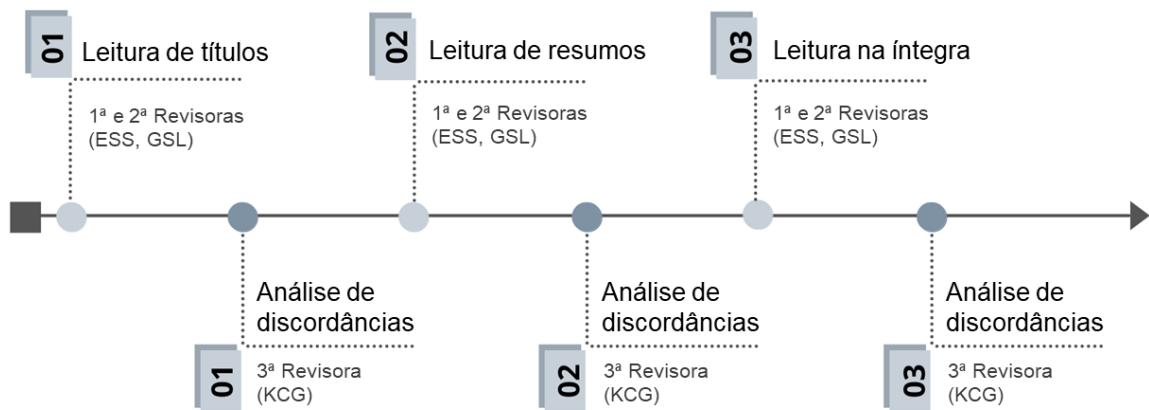 01
Leitura de títulos
1ª e 2ª Revisoras
(ESS, GSL)
02
Leitura de resumos
1ª e 2ª Revisoras
(ESS, GSL)
03
Leitura na íntegra
1ª e 2ª Revisoras
(ESS, GSL)
Análise de
discordâncias
01
3ª Revisora
(KCG)
Análise de
discordâncias
02
3ª Revisora
(KCG)
Análise de
discordâncias
03
3ª Revisora
(KCG)